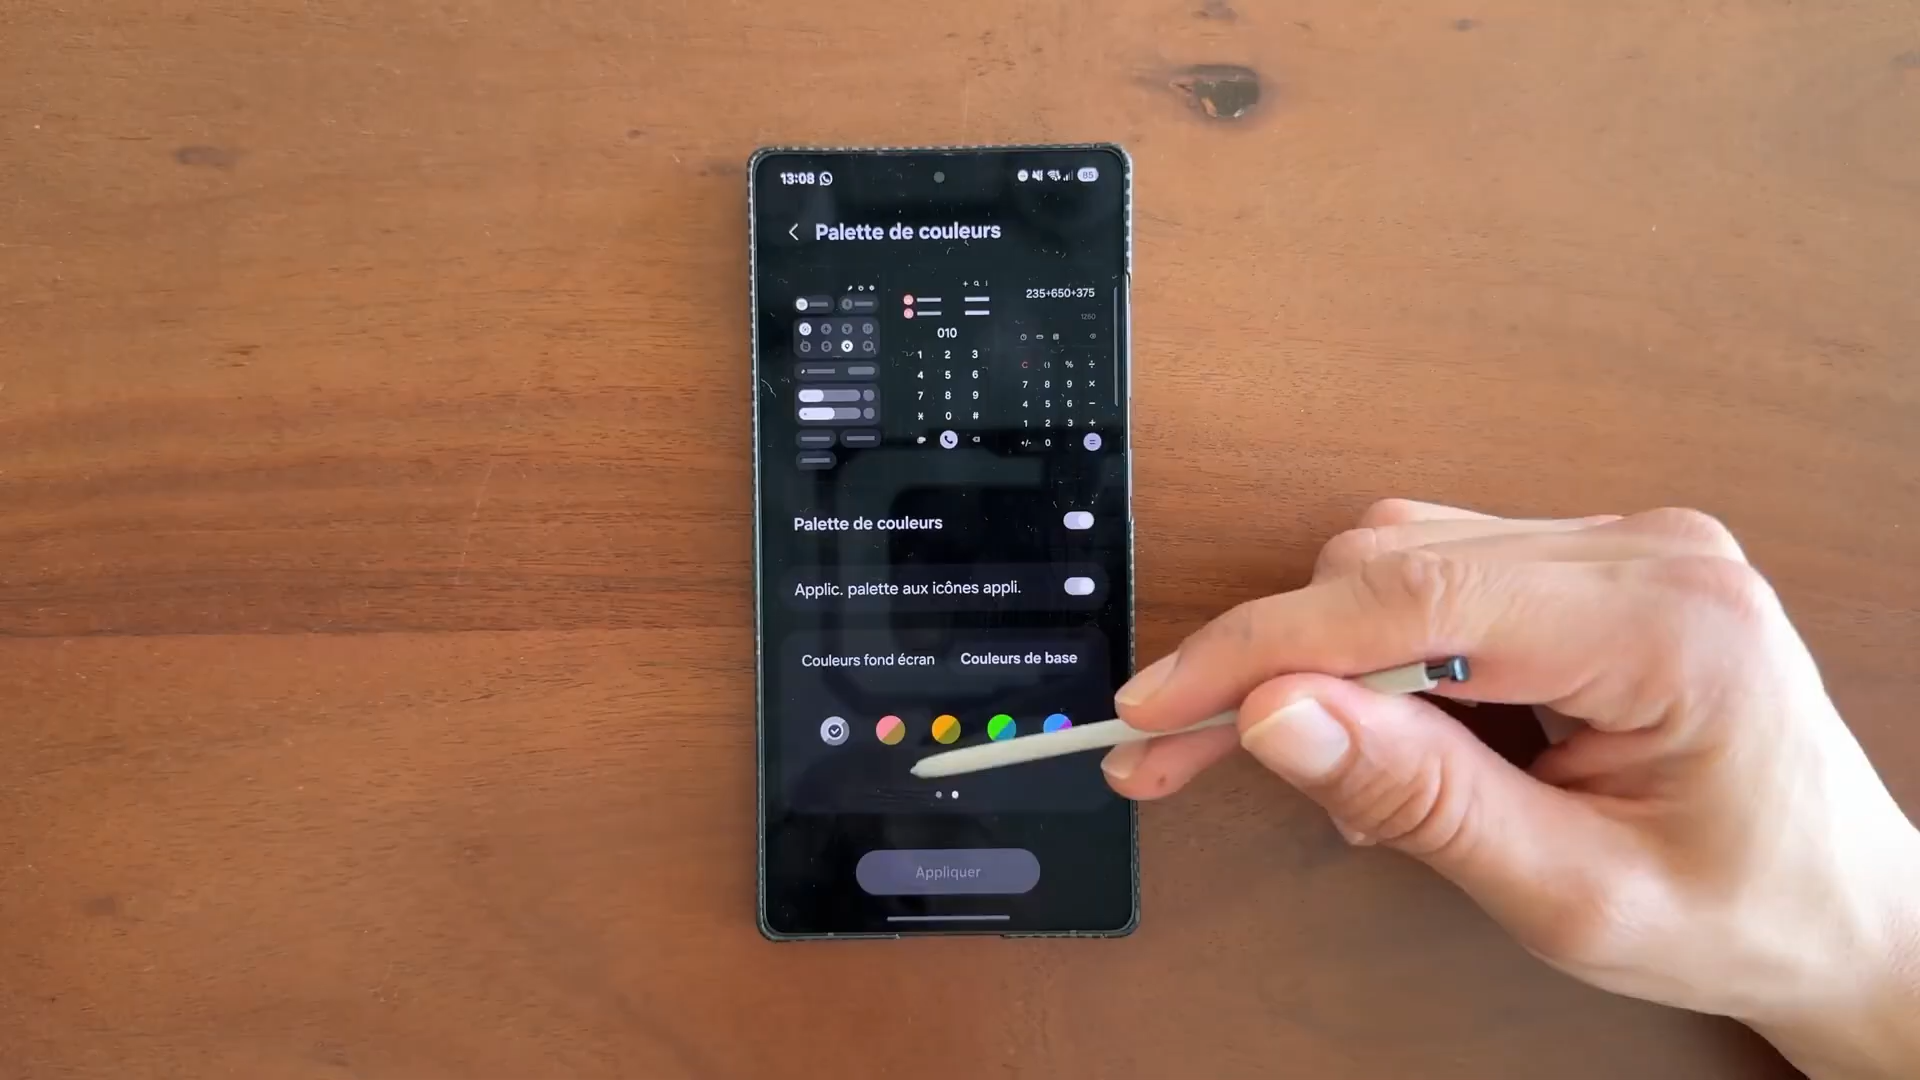 13:08
85
Palette de couleurs
235+650+375
1260
010
1 2 3
4 5 6
7 8 9
* 0 #
C () % ÷
7 8 9 ×
4 5 6 −
1 2 3 +
+/- 0 . =
Palette de couleurs
Applic. palette aux icônes appli.
Couleurs fond écran Couleurs de base
Appliquer